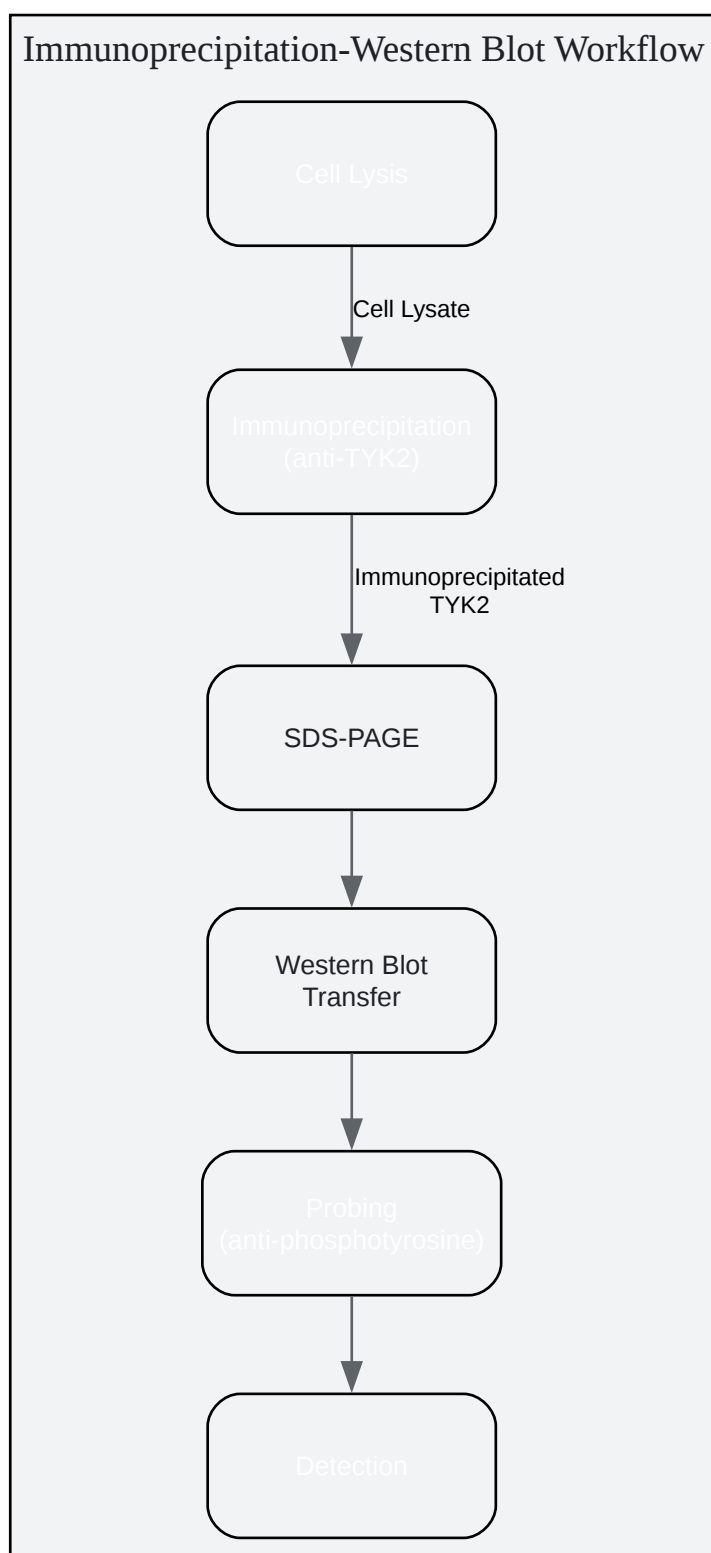 Immunoprecipitation-Western Blot Workflow
Cell Lysis
Cell Lysate
Immunoprecipitation
(anti-TYK2)
Immunoprecipitated
TYK2
SDS-PAGE
Western Blot
Transfer
Probing
(anti-phosphotyrosine)
Detection